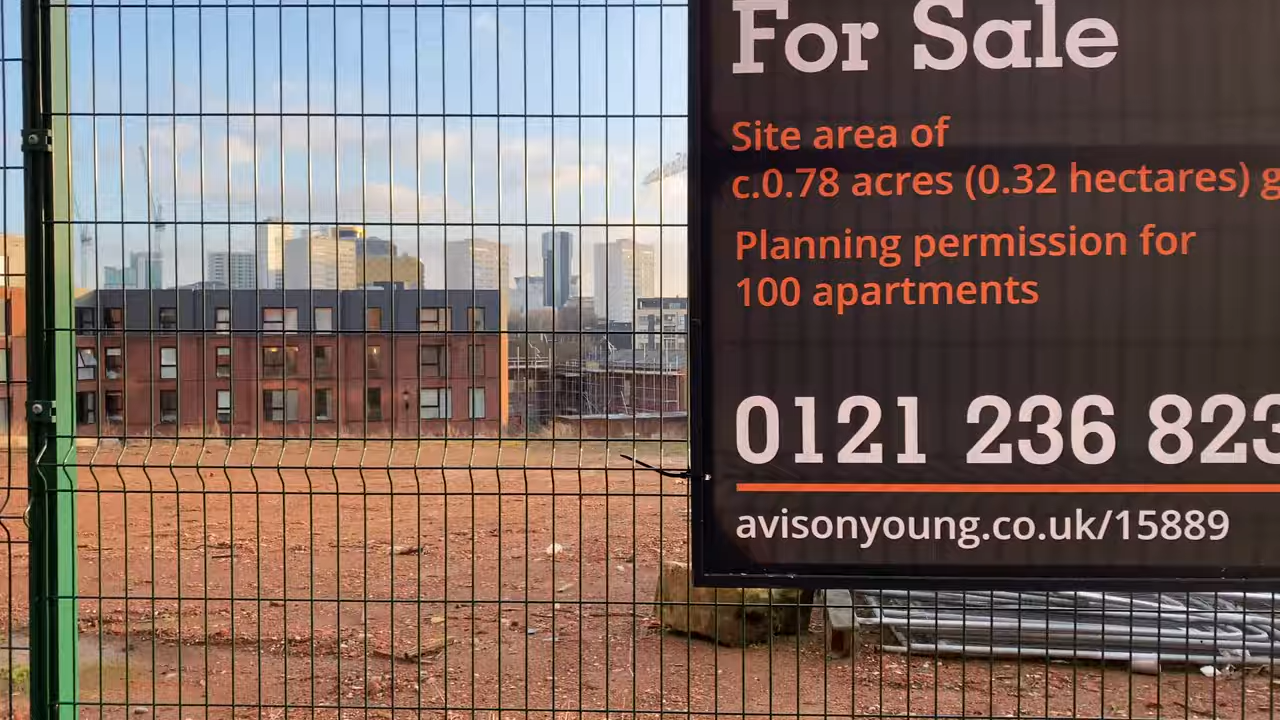 For Sale
Site area of
c.0.78 acres (0.32 hectares)
Planning permission for
100 apartments
0121 236 823
avisonyoung.co.uk/15889